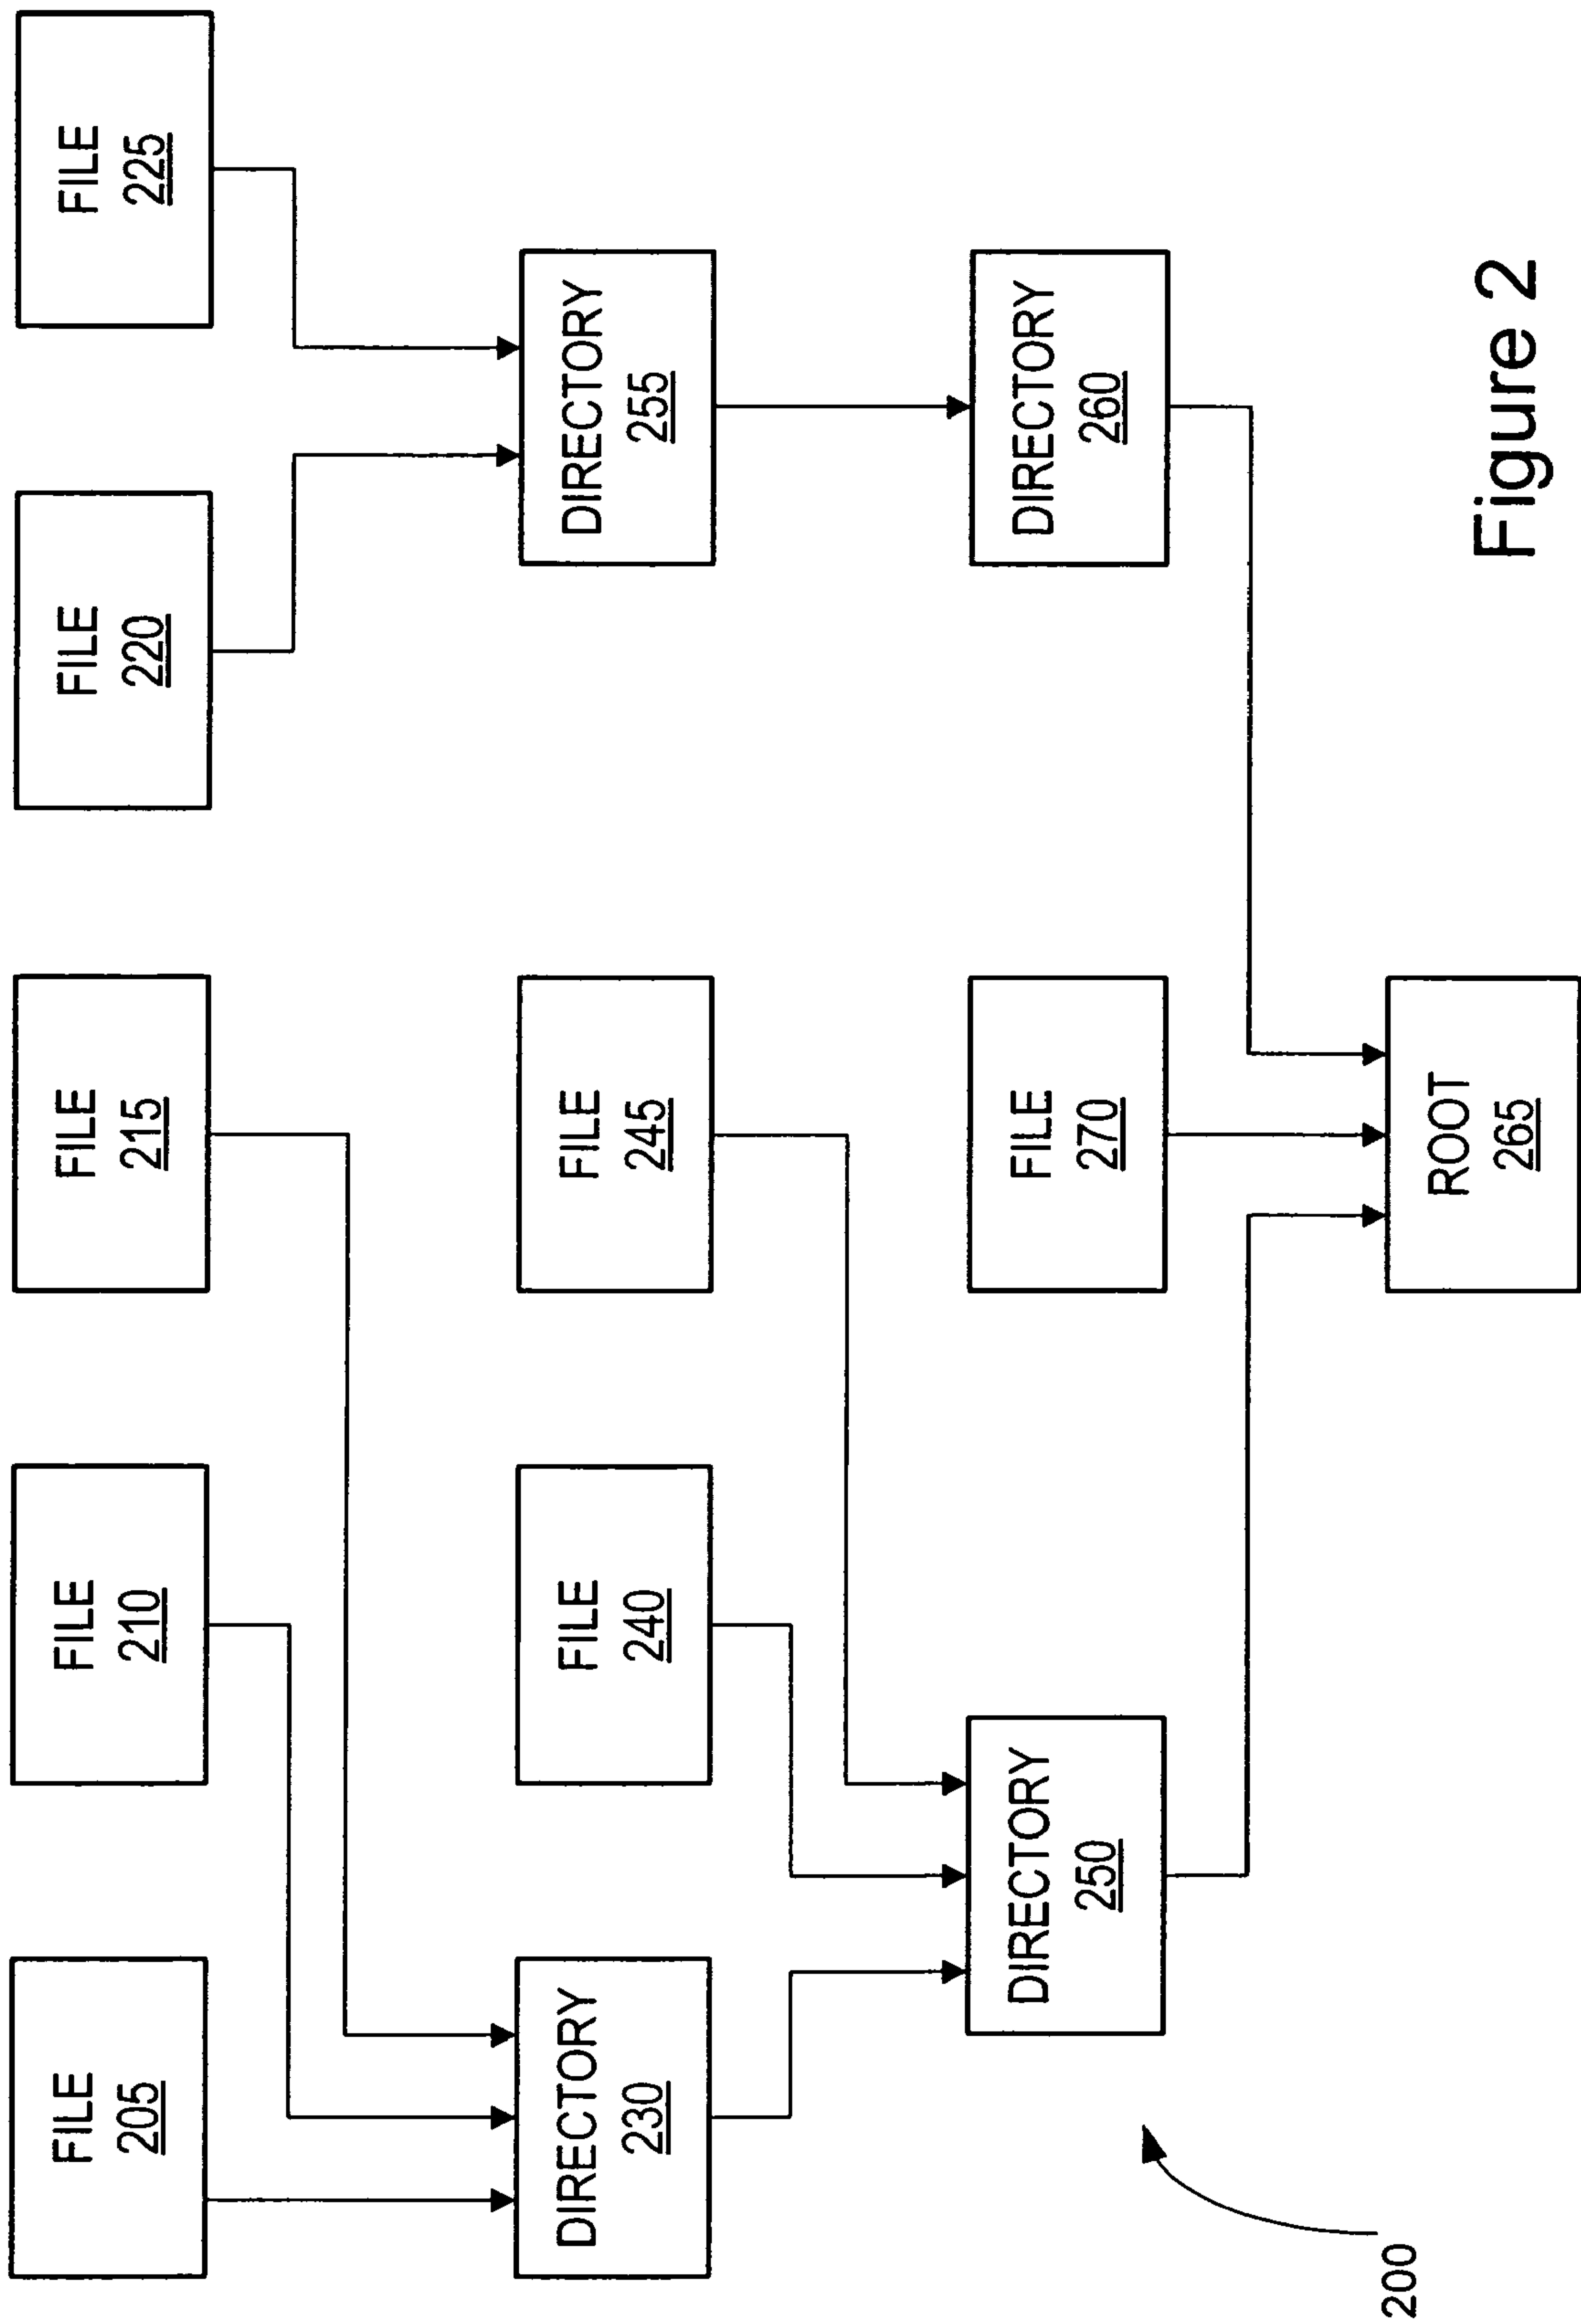 FILE
205
FILE
210
FILE
215
FILE
220
FILE
225
DIRECTORY
230
FILE
240
FILE
245
DIRECTORY
255
DIRECTORY
250
FILE
270
DIRECTORY
260
ROOT
265
200
Figure 2